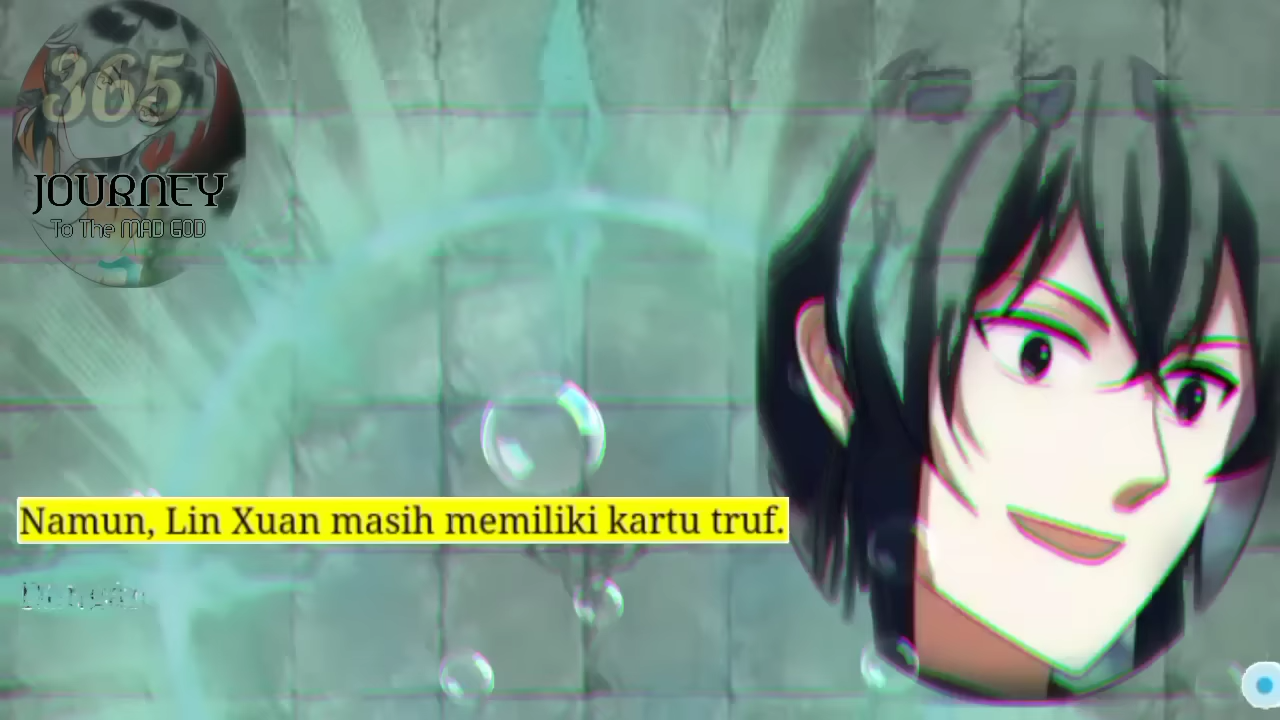 365
JOURNEY
To The MAD GOD
Namun, Lin Xuan masih memiliki kartu truf.